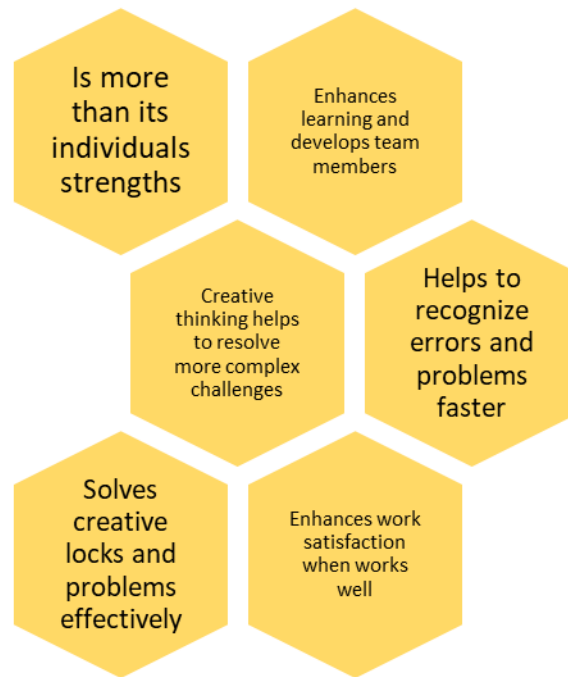 Is more
than its
individuals
strengths
Enhances
learning and
develops team
members
Creative
thinking helps
to resolve
more complex
challenges
Helps to
recognize
errors and
problems
faster
Solves
creative
locks and
problems
effectively
Enhances work
satisfaction
when works
well